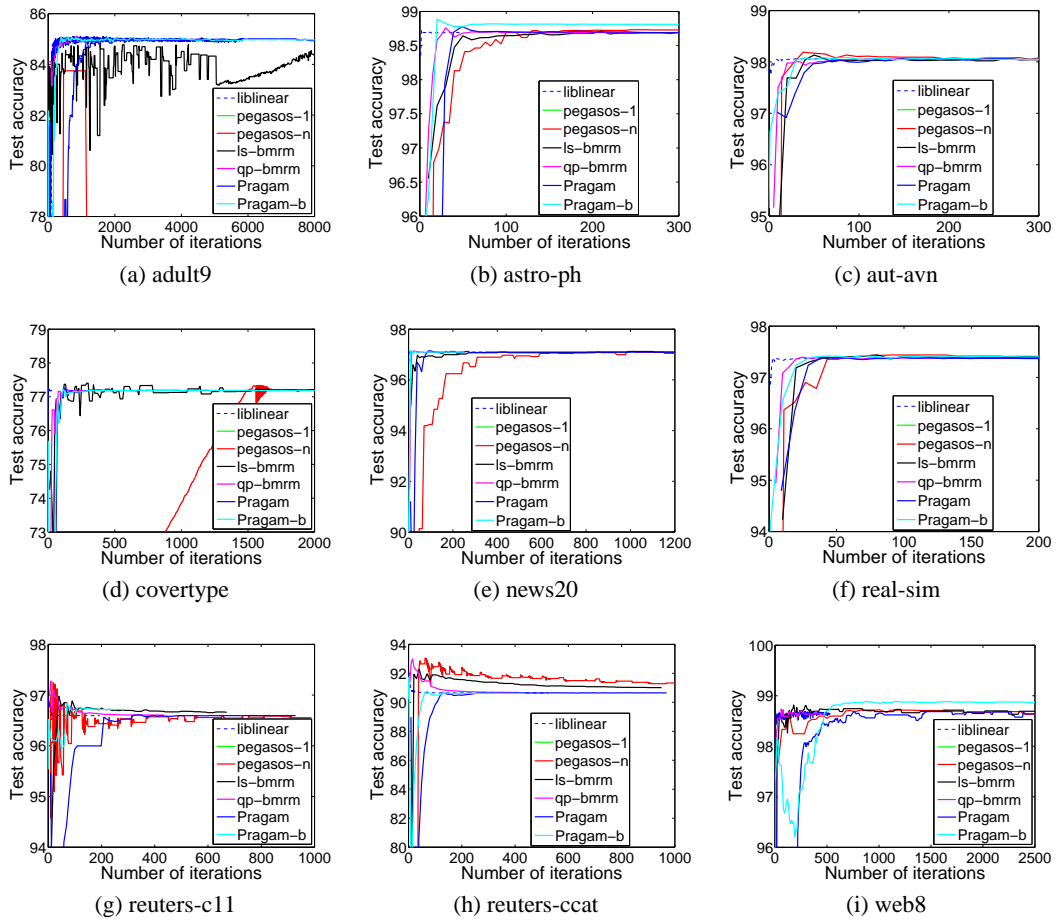 85
84
83
82
81
80
79
78
0 2000 4000 6000 8000
Test accuracy
Number of iterations
liblinear
pegasos−1
pegasos−n
ls−bmrm
qp−bmrm
Pragam
Pragam−b
(a) adult9
99
98.5
98
97.5
97
96.5
96
0 100 200 300
Test accuracy
Number of iterations
liblinear
pegasos−1
pegasos−n
ls−bmrm
qp−bmrm
Pragam
Pragam−b
(b) astro-ph
99
98
97
96
95
0 100 200 300
Test accuracy
Number of iterations
liblinear
pegasos−1
pegasos−n
ls−bmrm
qp−bmrm
Pragam
Pragam−b
(c) aut-avn
79
78
77
76
75
74
73
0 500 1000 1500 2000
Test accuracy
Number of iterations
liblinear
pegasos−1
pegasos−n
ls−bmrm
qp−bmrm
Pragam
Pragam−b
(d) covertype
98
96
94
92
90
0 200 400 600 800 1000 1200
Test accuracy
Number of iterations
liblinear
pegasos−1
pegasos−n
ls−bmrm
qp−bmrm
Pragam
Pragam−b
(e) news20
98
97
96
95
94
0 50 100 150 200
Test accuracy
Number of iterations
liblinear
pegasos−1
pegasos−n
ls−bmrm
qp−bmrm
Pragam
Pragam−b
(f) real-sim
98
97
96
95
94
0 200 400 600 800 1000
Test accuracy
Number of iterations
liblinear
pegasos−1
pegasos−n
ls−bmrm
qp−bmrm
Pragam
Pragam−b
(g) reuters-c11
94
92
90
88
86
84
82
80
0 200 400 600 800 1000
Test accuracy
Number of iterations
liblinear
pegasos−1
pegasos−n
ls−bmrm
qp−bmrm
Pragam
Pragam−b
(h) reuters-ccat
100
99
98
97
96
0 500 1000 1500 2000 2500
Test accuracy
Number of iterations
liblinear
pegasos−1
pegasos−n
ls−bmrm
qp−bmrm
Pragam
Pragam−b
(i) web8